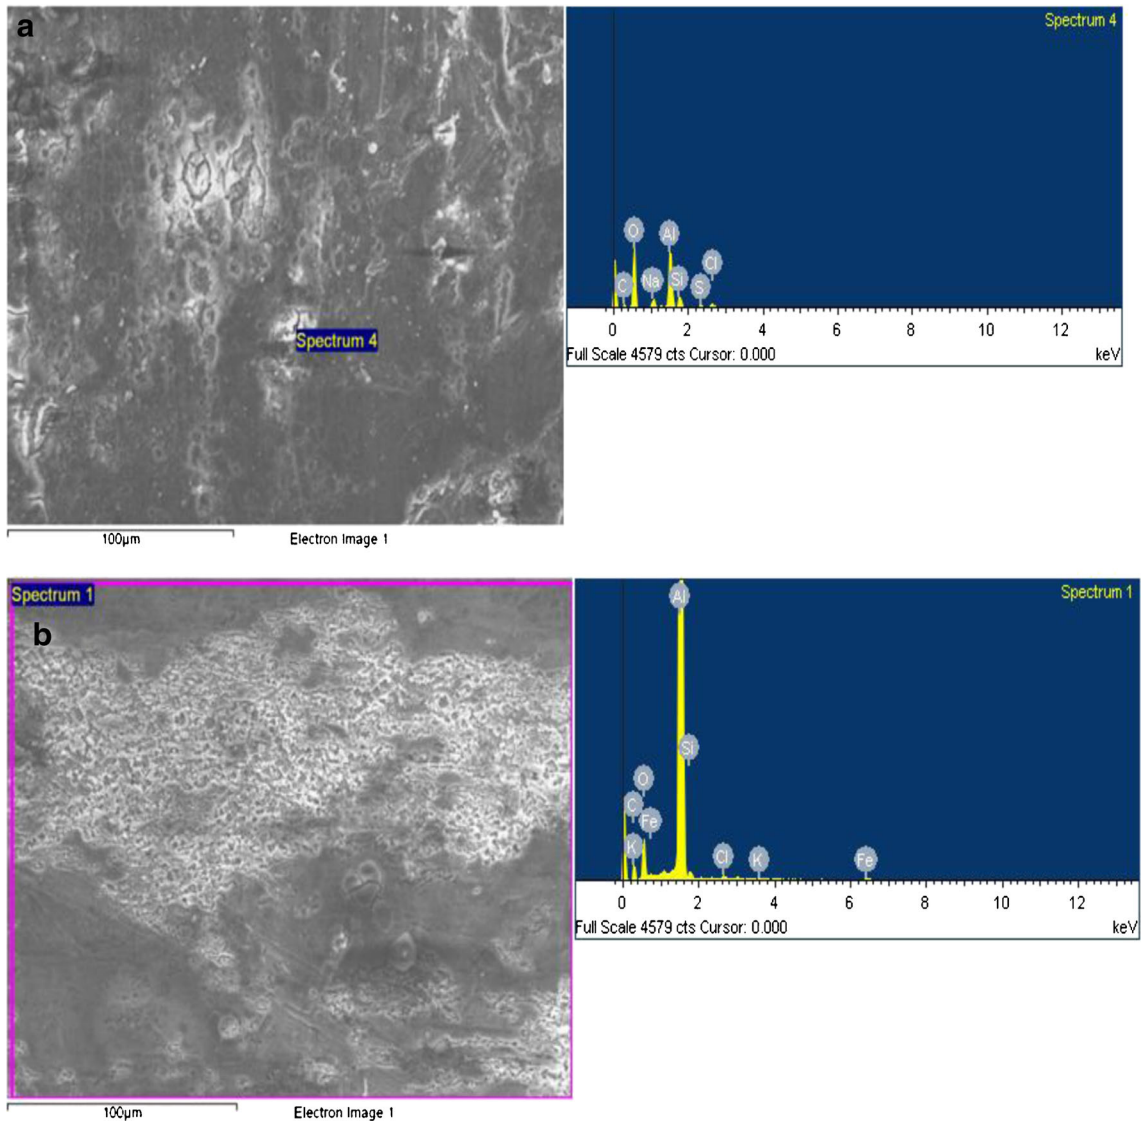 a
Spectrum 4
Spectrum 4
O
Al
Cl
C
Na
Si
S
0 2 4 6 8 10 12
Full Scale 4579 cts Cursor: 0.000 keV
100µm Electron Image 1
Spectrum 1
b
Spectrum 1
Al
Si
O
C
Fe
K
Cl
K
Fe
0 2 4 6 8 10 12
Full Scale 4579 cts Cursor: 0.000 keV
100µm Electron Image 1